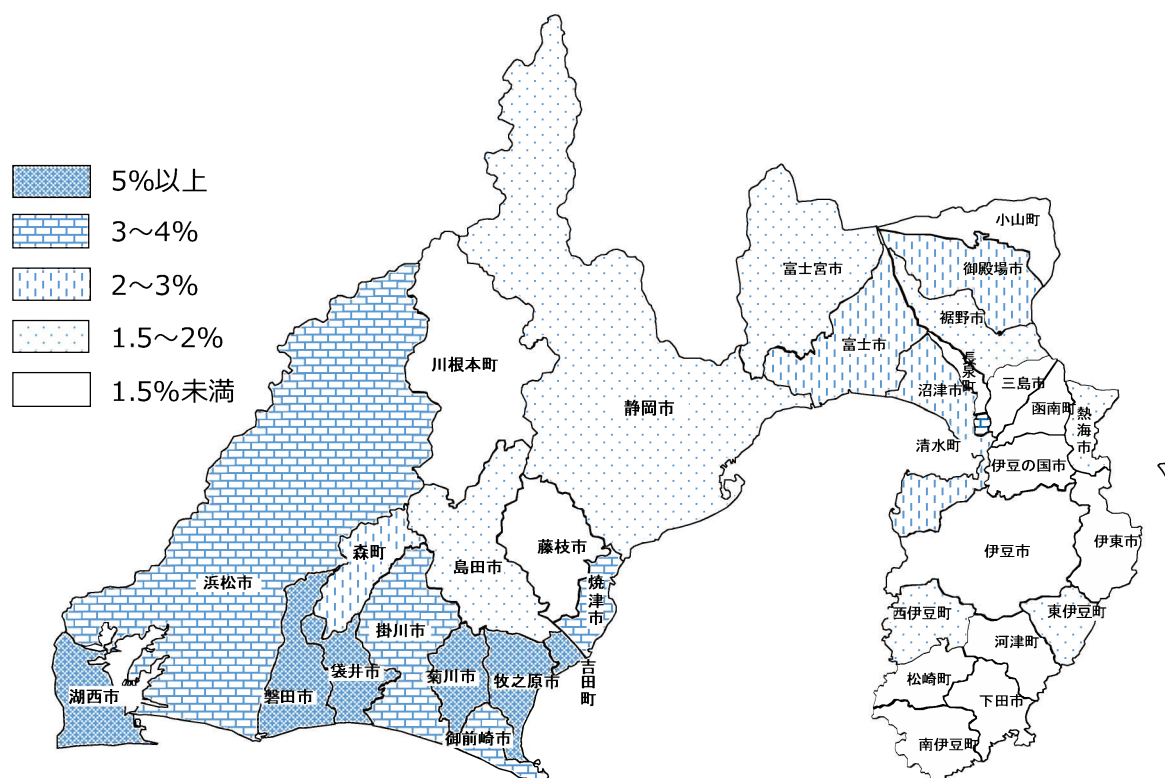 5%以上
3～4%
2～3%
1.5～2%
1.5%未満
小山町
御殿場市
富士宮市
裾野市
富士市
長泉町
川根本町
三島市
沼津市
函南町
静岡市
熱海市
清水町
伊豆の国市
藤枝市
伊東市
森町
伊豆市
島田市
浜松市
焼津市
西伊豆町
東伊豆町
掛川市
河津町
袋井市
菊川市
牧之原市
吉田町
松崎町
湖西市
磐田市
下田市
御前崎市
南伊豆町